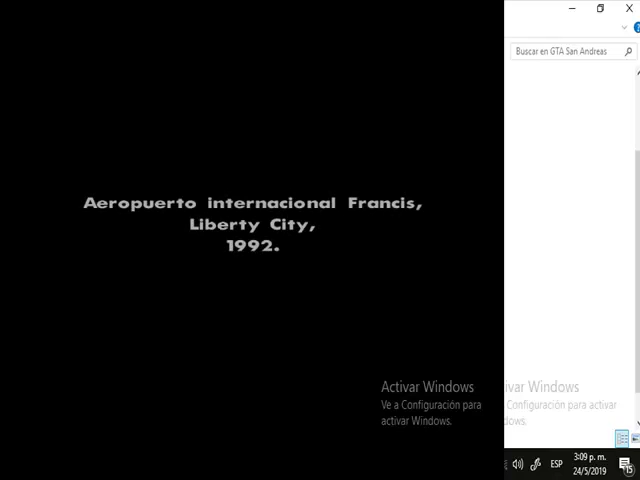 Buscar en GTA San Andreas
Aeropuerto internacional Francis,
Liberty City,
1992.
Activar Windows
Ve a Configuración para
activar Windows.
ivar Windows
Configuración para activar
dows.
ESP
3:09 p. m.
24/5/2019
15